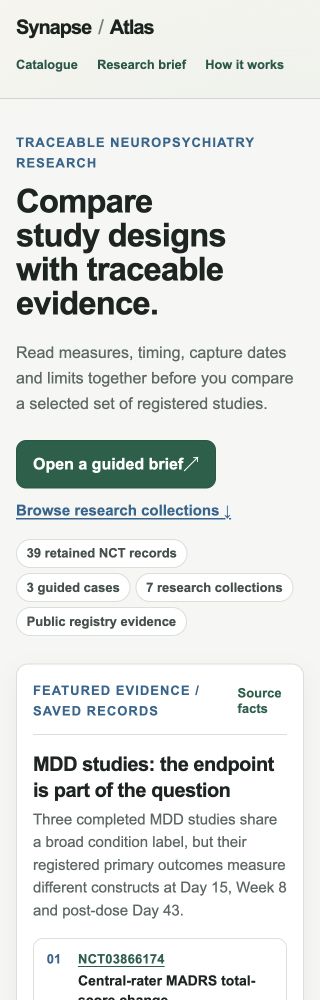 Synapse / Atlas
Catalogue Research brief How it works
TRACEABLE NEUROPSYCHIATRY
RESEARCH
Compare
study designs
with traceable
evidence.
Read measures, timing, capture dates
and limits together before you compare
a selected set of registered studies.
Open a guided brief↗
Browse research collections ↓
39 retained NCT records
3 guided cases 7 research collections
Public registry evidence
FEATURED EVIDENCE / Source
SAVED RECORDS facts
MDD studies: the endpoint
is part of the question
Three completed MDD studies share
a broad condition label, but their
registered primary outcomes measure
different constructs at Day 15, Week 8
and post-dose Day 43.
01 NCT03866174
Central-rater MADRS total-
score change